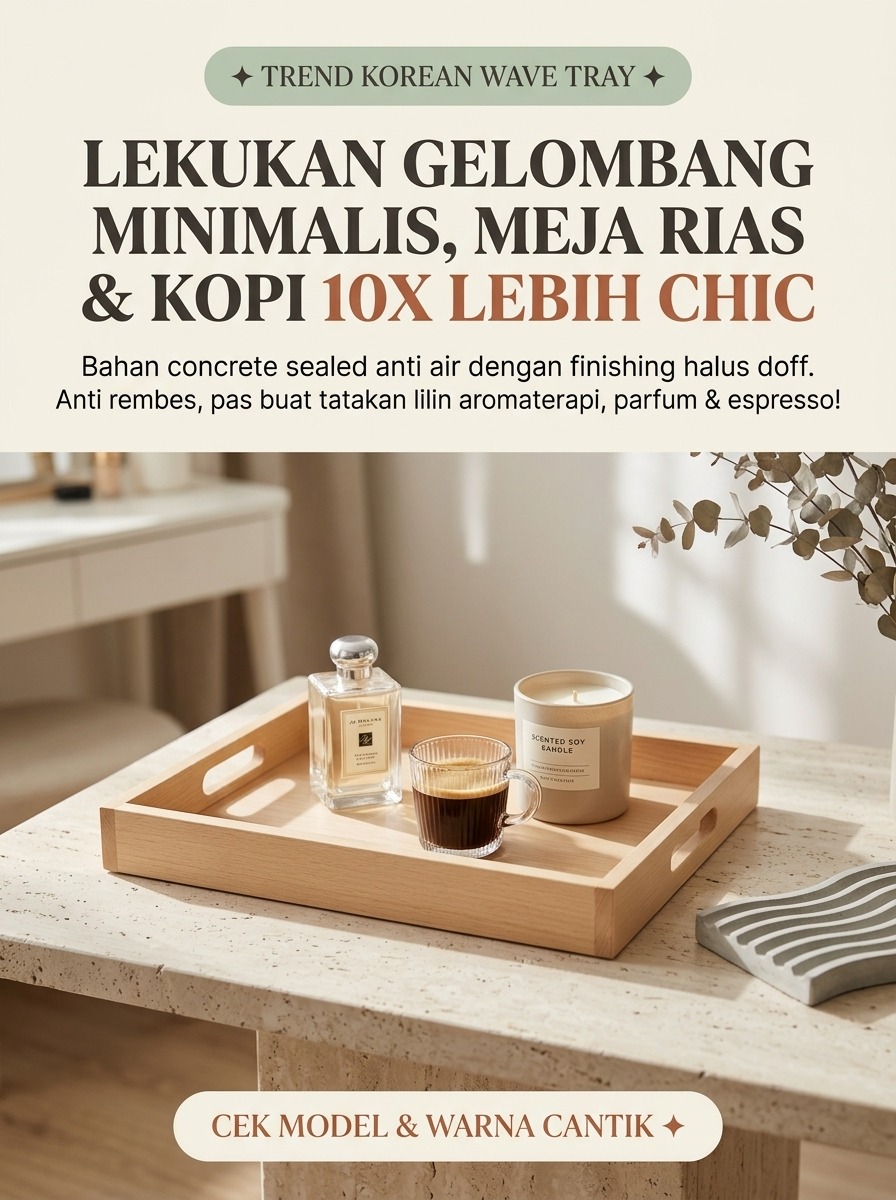 ✦ TREND KOREAN WAVE TRAY ✦
LEKUKAN GELOMBANG
MINIMALIS, MEJA RIAS
& KOPI 10X LEBIH CHIC
Bahan concrete sealed anti air dengan finishing halus doff.
Anti rembes, pas buat tatakan lilin aromaterapi, parfum & espresso!
SCENTED SOY
CEK MODEL & WARNA CANTIK ✦